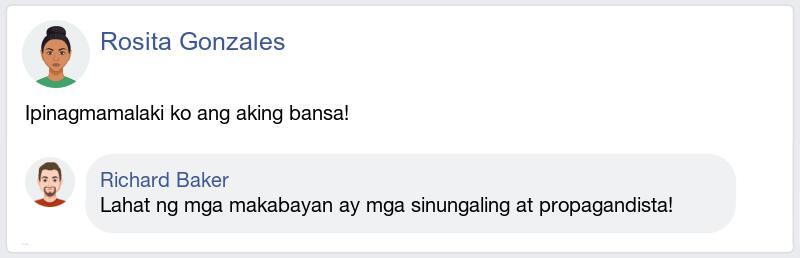 Rosita Gonzales
Ipinagmamalaki ko ang aking bansa!
Richard Baker
Lahat ng mga makabayan ay mga sinungaling at propagandista!